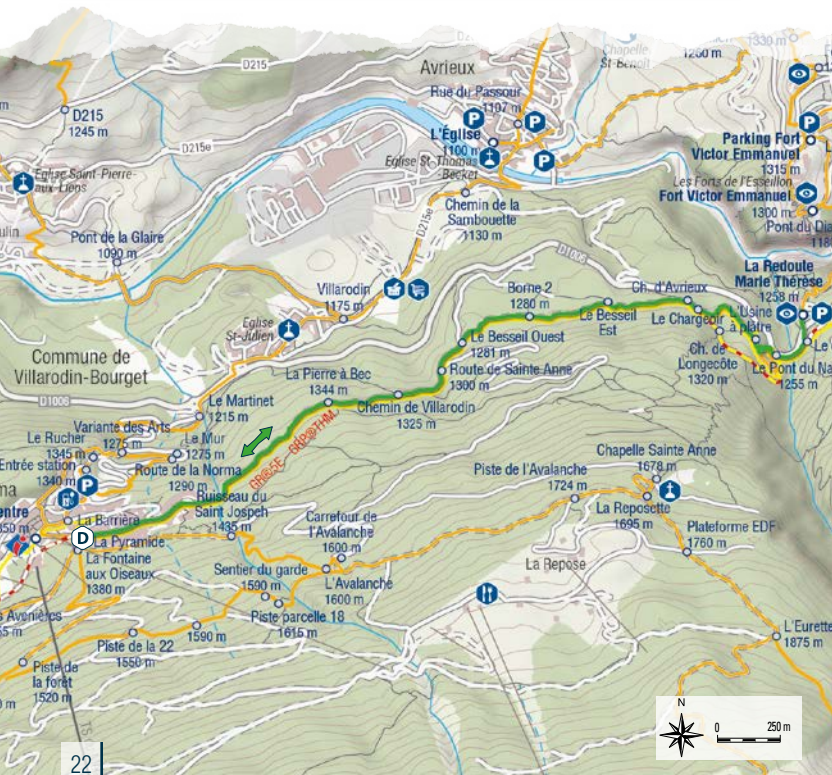 D215
Avrieux
Chapelle
St-Benoît
1330 m
Rue du Passour
1107 m
D215
1245 m
P
P
P
P
L'Église
1100 m
D215e
Eglise St-Thomas
-Becket
Parking Fort
Victor Emmanuel
1315 m
Eglise Saint-Pierre-
aux-Liens
Les Forts de l'Esseillon
Fort Victor Emmanuel
1300 m
Chemin de la
Sambouette
1130 m
D215e
Pont de la Glaire
1090 m
D1006
La Redoute
Marie Thérèse
1258 m
P
Villarodin
1175 m
Borne 2
1280 m
Ch. d'Avrieux
Eglise
St-Julien
Le Besseil
Est
Le Chargeoir
L'Usine
à plâtre
Le Besseil Ouest
1281 m
Commune de
Villarodin-Bourget
Ch. de
Longecôte
1320 m
1255 m
La Pierre à Bec
1344 m
Route de Sainte Anne
1300 m
D1006
Le Martinet
1215 m
Chemin de Villarodin
1325 m
Variante des Arts
1275 m
Le Rucher
1345 m
Le Mur
1275 m
GR®5E - GRP®THM
Chapelle Sainte Anne
1678 m
Entrée station
1340 m
P
Route de la Norma
1290 m
Piste de l'Avalanche
1724 m
Ruisseau du
Saint Jospeh
1435 m
La Reposette
1695 m
La Barrière
Carrefour de
l'Avalanche
1600 m
Plateforme EDF
1760 m
D
La Pyramide
La Fontaine
aux Oiseaux
1380 m
La Repose
Sentier du garde
1590 m
L'Avalanche
1600 m
Piste parcelle 18
1615 m
1590 m
L'Eurette
1875 m
Piste de la 22
1550 m
Piste de
la forêt
1520 m
N
0 250 m
22